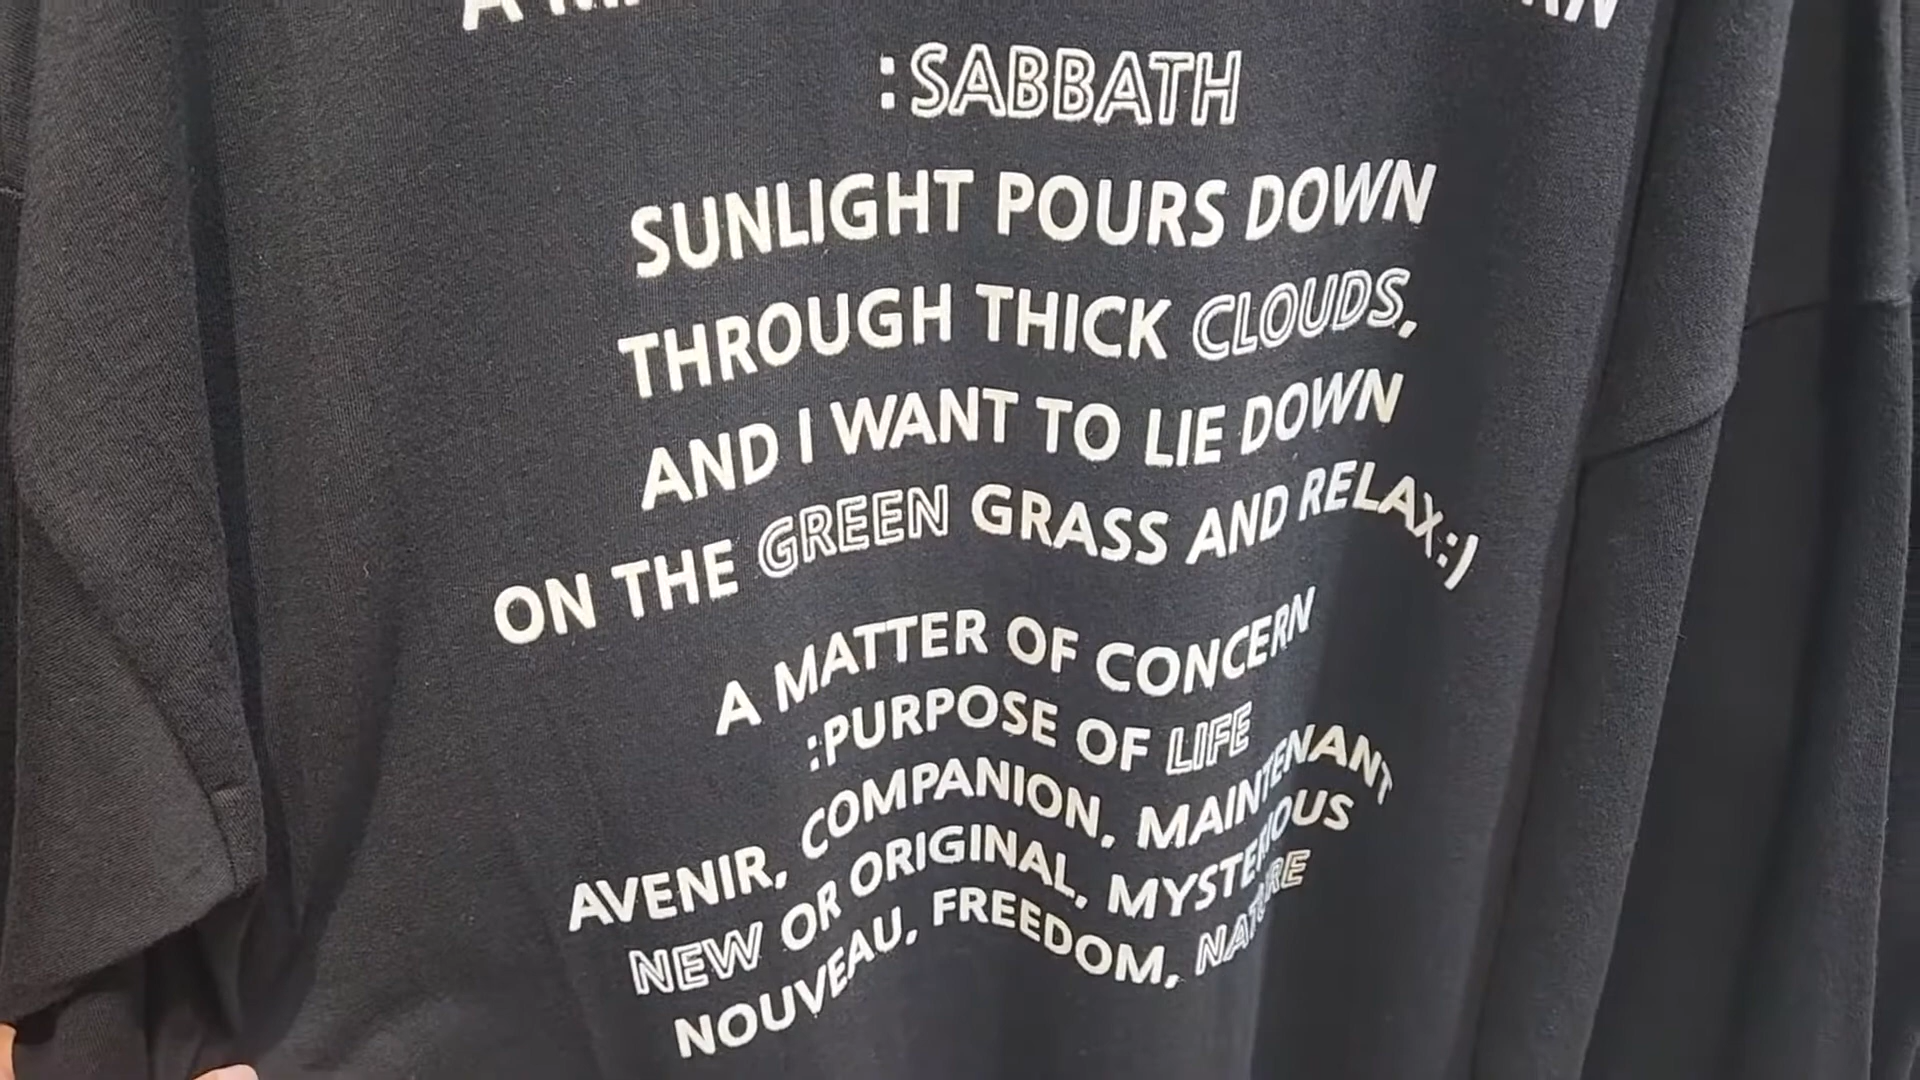 :SABBATH
SUNLIGHT POURS DOWN
THROUGH THICK CLOUDS,
AND I WANT TO LIE DOWN
ON THE GREEN GRASS AND RELAX:)
A MATTER OF CONCERN
:PURPOSE OF LIFE
AVENIR, COMPANION, MAINTENANT
NEW OR ORIGINAL, MYSTERIOUS
NOUVEAU, FREEDOM, NATURE